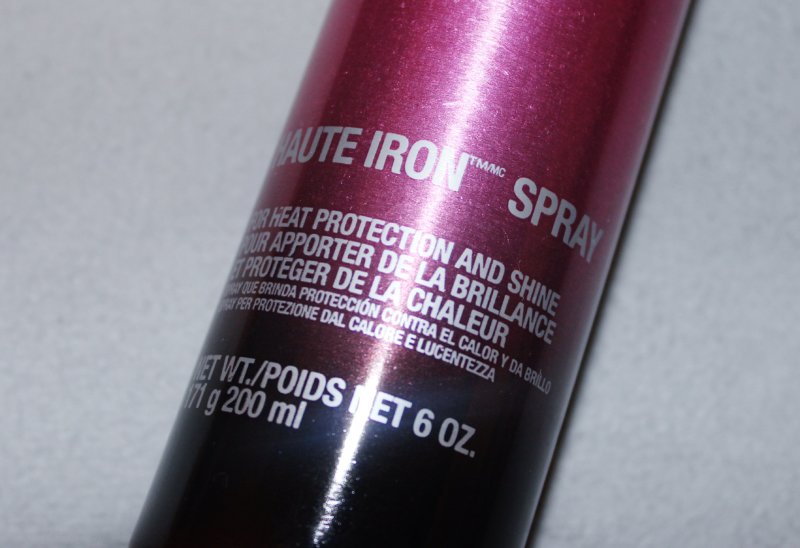 HAUTE IRON™/MC SPRAY
FOR HEAT PROTECTION AND SHINE
POUR APPORTER DE LA BRILLANCE
ET PROTÉGER DE LA CHALEUR
SPRAY QUE BRINDA PROTECCIÓN CONTRA EL CALOR Y DA BRILLO
SPRAY PER PROTEZIONE DAL CALORE E LUCENTEZZA
NET WT./POIDS NET 6 OZ.
171 g 200 ml